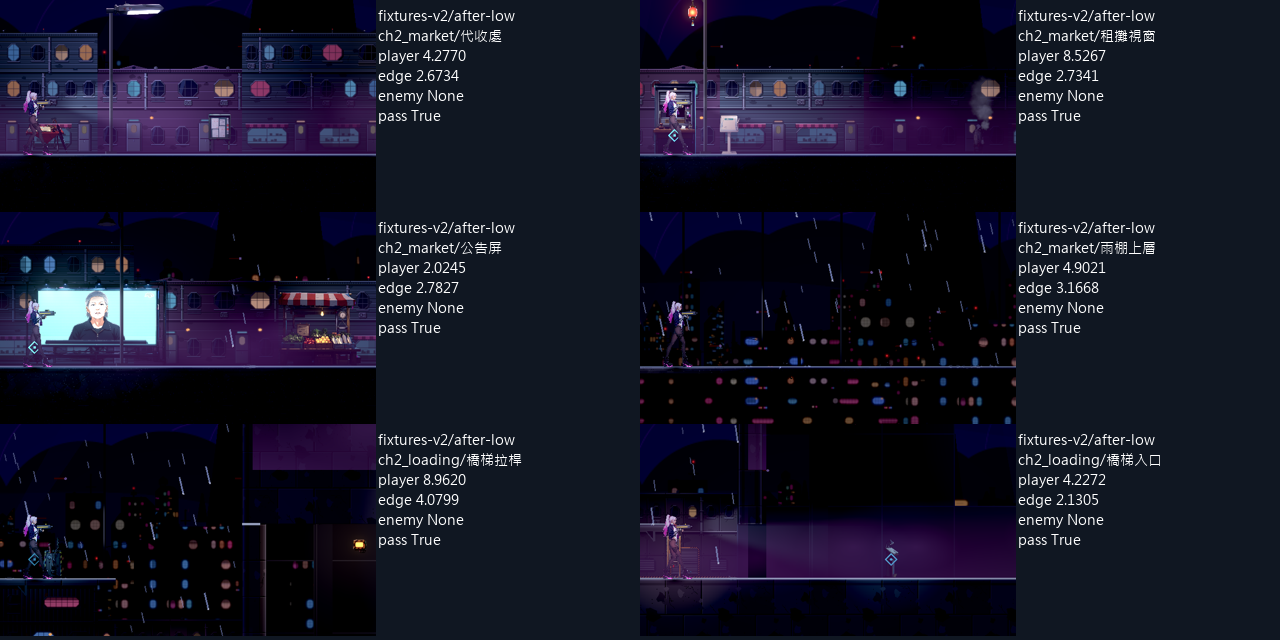 fixtures-v2/after-low
ch2_market/代收處
player 4.2770
edge 2.6734
enemy None
pass True
fixtures-v2/after-low
ch2_market/租攤視窗
player 8.5267
edge 2.7341
enemy None
pass True
fixtures-v2/after-low
ch2_market/公告屏
player 2.0245
edge 2.7827
enemy None
pass True
fixtures-v2/after-low
ch2_market/雨棚上層
player 4.9021
edge 3.1668
enemy None
pass True
fixtures-v2/after-low
ch2_loading/橋梯拉桿
player 8.9620
edge 4.0799
enemy None
pass True
fixtures-v2/after-low
ch2_loading/橋梯入口
player 4.2272
edge 2.1305
enemy None
pass True